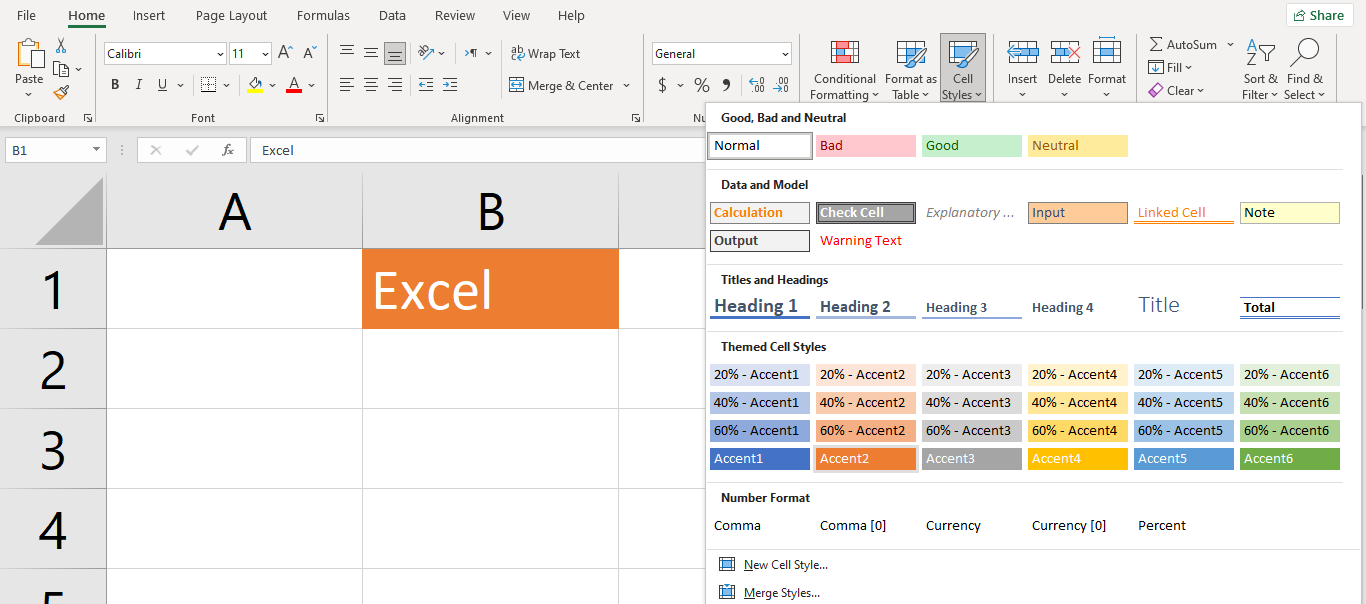 File Home Insert Page Layout Formulas Data Review View Help Share
Calibri 11 A A ab Wrap Text General AutoSum
Paste Conditional Format as Cell Insert Delete Format Fill Sort & Find &
B I U A Merge & Center $ % Formatting Table Styles Clear Filter Select
Clipboard Font Alignment Nu
B1 fx Excel
A B
1 Excel
2
3
4
5
Good, Bad and Neutral
Normal Bad Good Neutral
Data and Model
Calculation Check Cell Explanatory ... Input Linked Cell Note
Output Warning Text
Titles and Headings
Heading 1 Heading 2 Heading 3 Heading 4 Title Total
Themed Cell Styles
20% - Accent1 20% - Accent2 20% - Accent3 20% - Accent4 20% - Accent5 20% - Accent6
40% - Accent1 40% - Accent2 40% - Accent3 40% - Accent4 40% - Accent5 40% - Accent6
60% - Accent1 60% - Accent2 60% - Accent3 60% - Accent4 60% - Accent5 60% - Accent6
Accent1 Accent2 Accent3 Accent4 Accent5 Accent6
Number Format
Comma Comma [0] Currency Currency [0] Percent
New Cell Style...
Merge Styles...